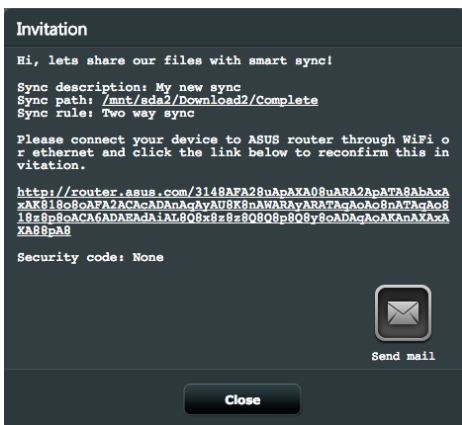 Invitation
Hi, lets share our files with smart sync!
Sync description: My new sync
Sync path: /mnt/sda2/Download2/Complete
Sync rule: Two way sync
Please connect your device to ASUS router through WiFi o
r ethernet and click the link below to reconfirm this in
vitation.
http://router.asus.com/3148AFA28uApAXA08uARA2ApATA8AbAxA
xAK818o8oAFA2ACAcADAnAgAyAU8K8nAWARAyARATAgAoAo8nATAgAo8
18z8p8oACA6ADAEAdAiAL8Q8x8z8z8Q8Q8p8Q8y8oADAgAoAKAnAXAxA
XA88pA8
Security code: None
Send mail
Close